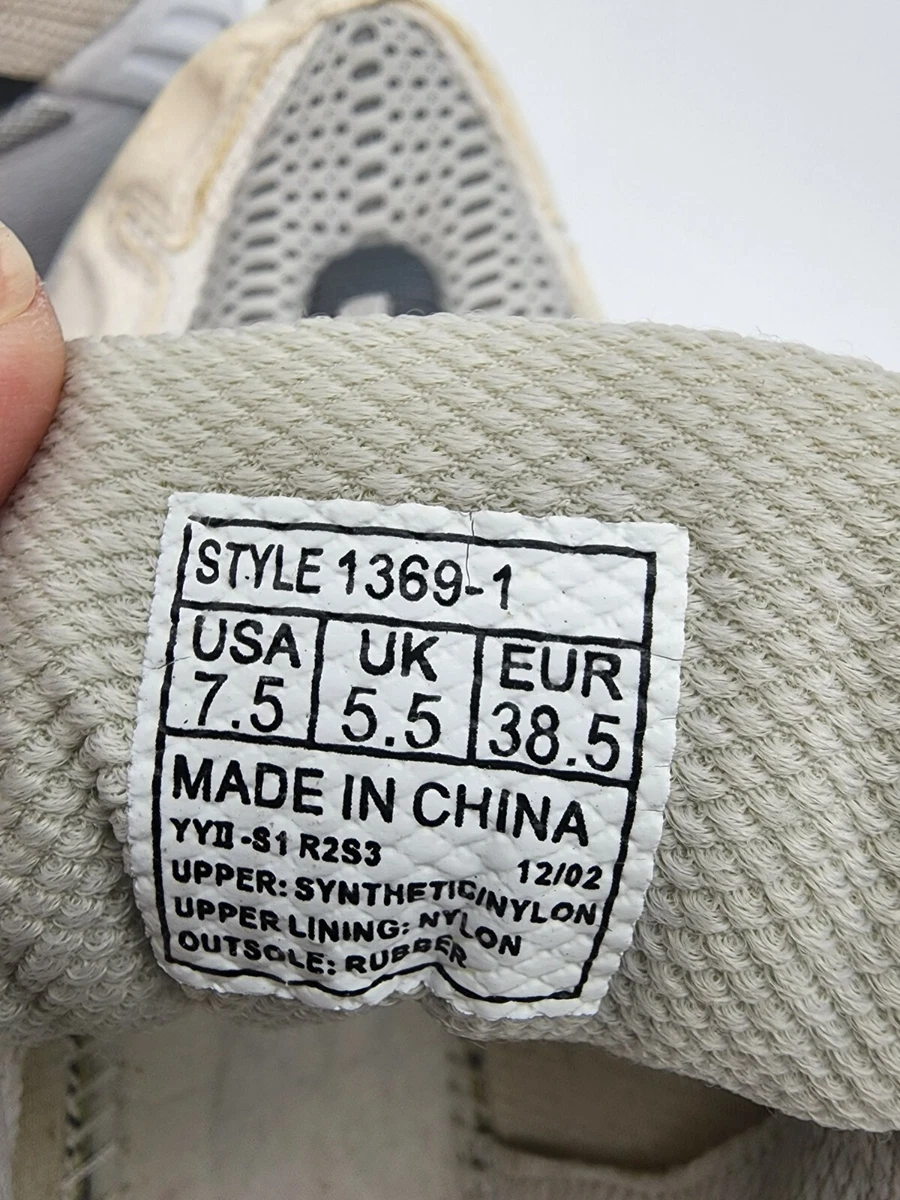 STYLE 1369-1
USA UK EUR
7.5 5.5 38.5
MADE IN CHINA
YYII-S1 R2S3
12/02
UPPER: SYNTHETIC/NYLON
UPPER LINING: NYLON
OUTSOLE: RUBBER